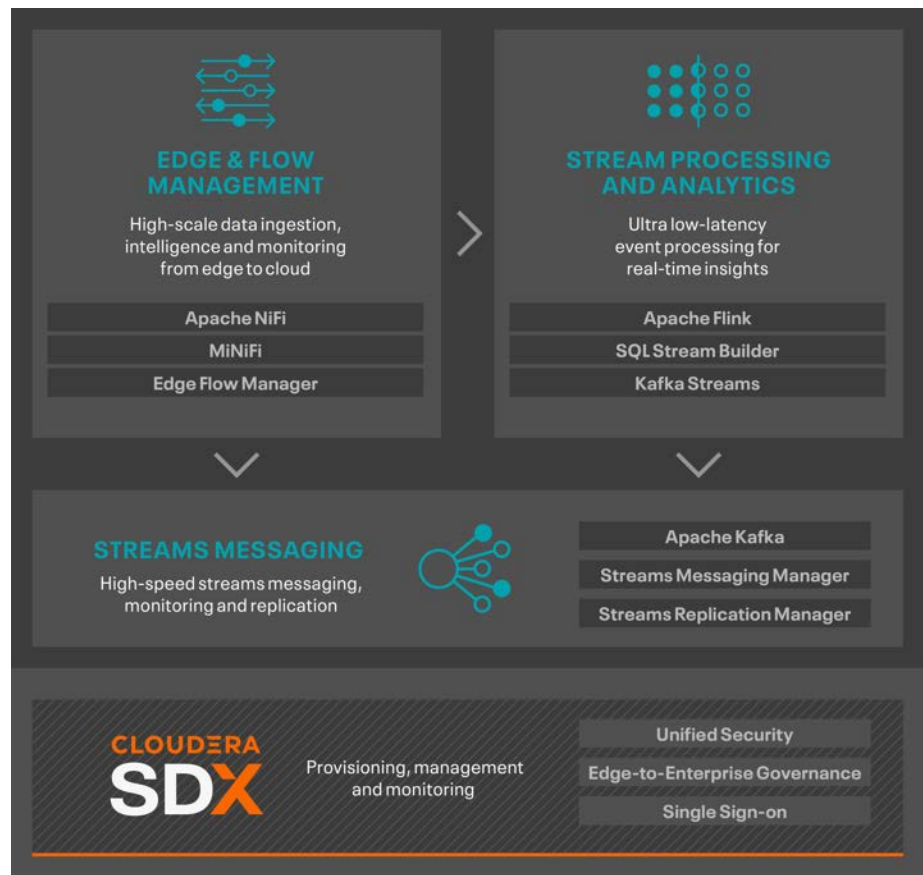 EDGE & FLOW
MANAGEMENT
High-scale data ingestion,
intelligence and monitoring
from edge to cloud
Apache NiFi
MiNiFi
Edge Flow Manager
STREAM PROCESSING
AND ANALYTICS
Ultra low-latency
event processing for
real-time insights
Apache Flink
SQL Stream Builder
Kafka Streams
STREAMS MESSAGING
High-speed streams messaging,
monitoring and replication
Apache Kafka
Streams Messaging Manager
Streams Replication Manager
CLOUDERA
SDX
Provisioning, management
and monitoring
Unified Security
Edge-to-Enterprise Governance
Single Sign-on